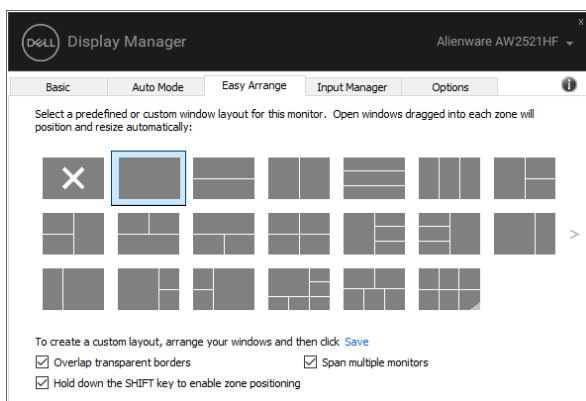 x
DELL Display Manager Alienware AW2521HF
Basic Auto Mode Easy Arrange Input Manager Options i
Select a predefined or custom window layout for this monitor. Open windows dragged into each zone will
position and resize automatically:
>
To create a custom layout, arrange your windows and then click Save
Overlap transparent borders Span multiple monitors
Hold down the SHIFT key to enable zone positioning